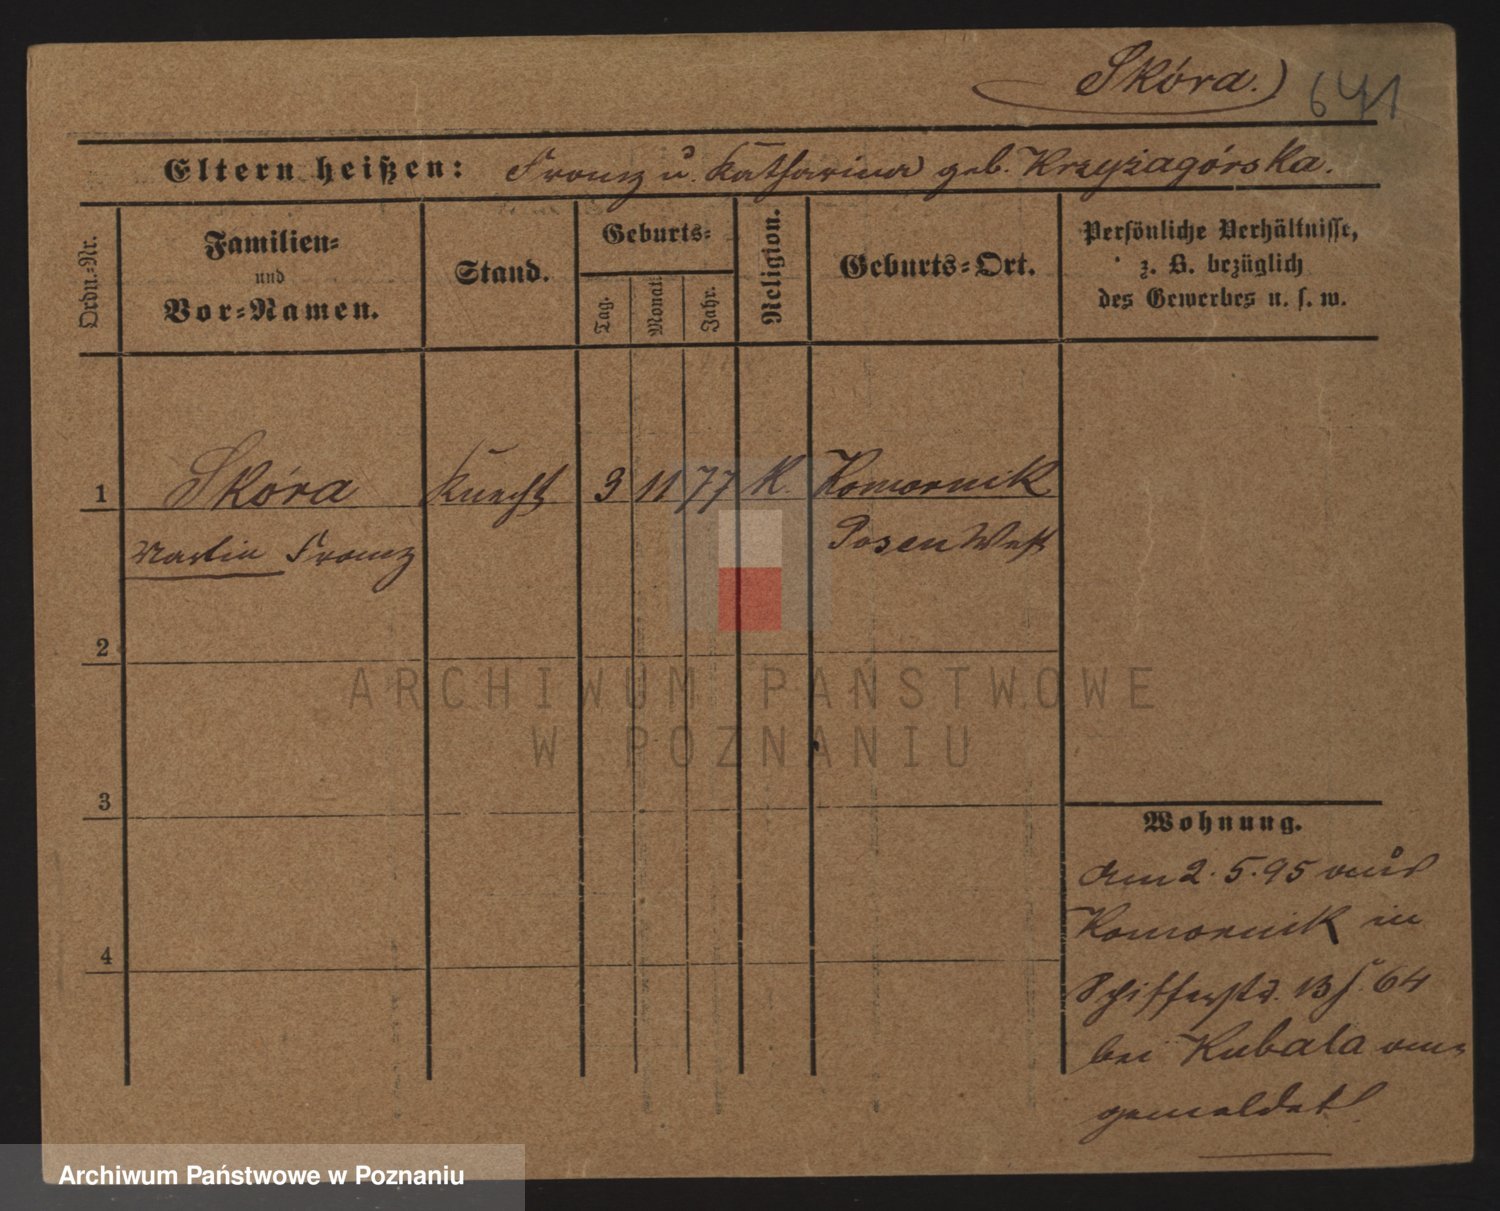 Skóra.)
641
Eltern heißen: Franz u. Katharina geb. Krzyżagórska.
Ordn.-Nr.
Familien-
und
Vor-Namen.
Stand.
Geburts-
Tag.
Monat.
Jahr.
Religion.
Geburts-Ort.
Persönliche Verhältnisse,
z. B. bezüglich
des Gewerbes u. s. w.
1 Skóra Knecht 3 11 77 K. Komornik
Martin Franz Posen West
2
3
4
Wohnung.
Am 2.5.95 aus
Komornik in
Schifferstr. 13 f. 64
bei Kubala an-
gemeldet
ARCHIWUM PAŃSTWOWE
W POZNANIU
Archiwum Państwowe w Poznaniu